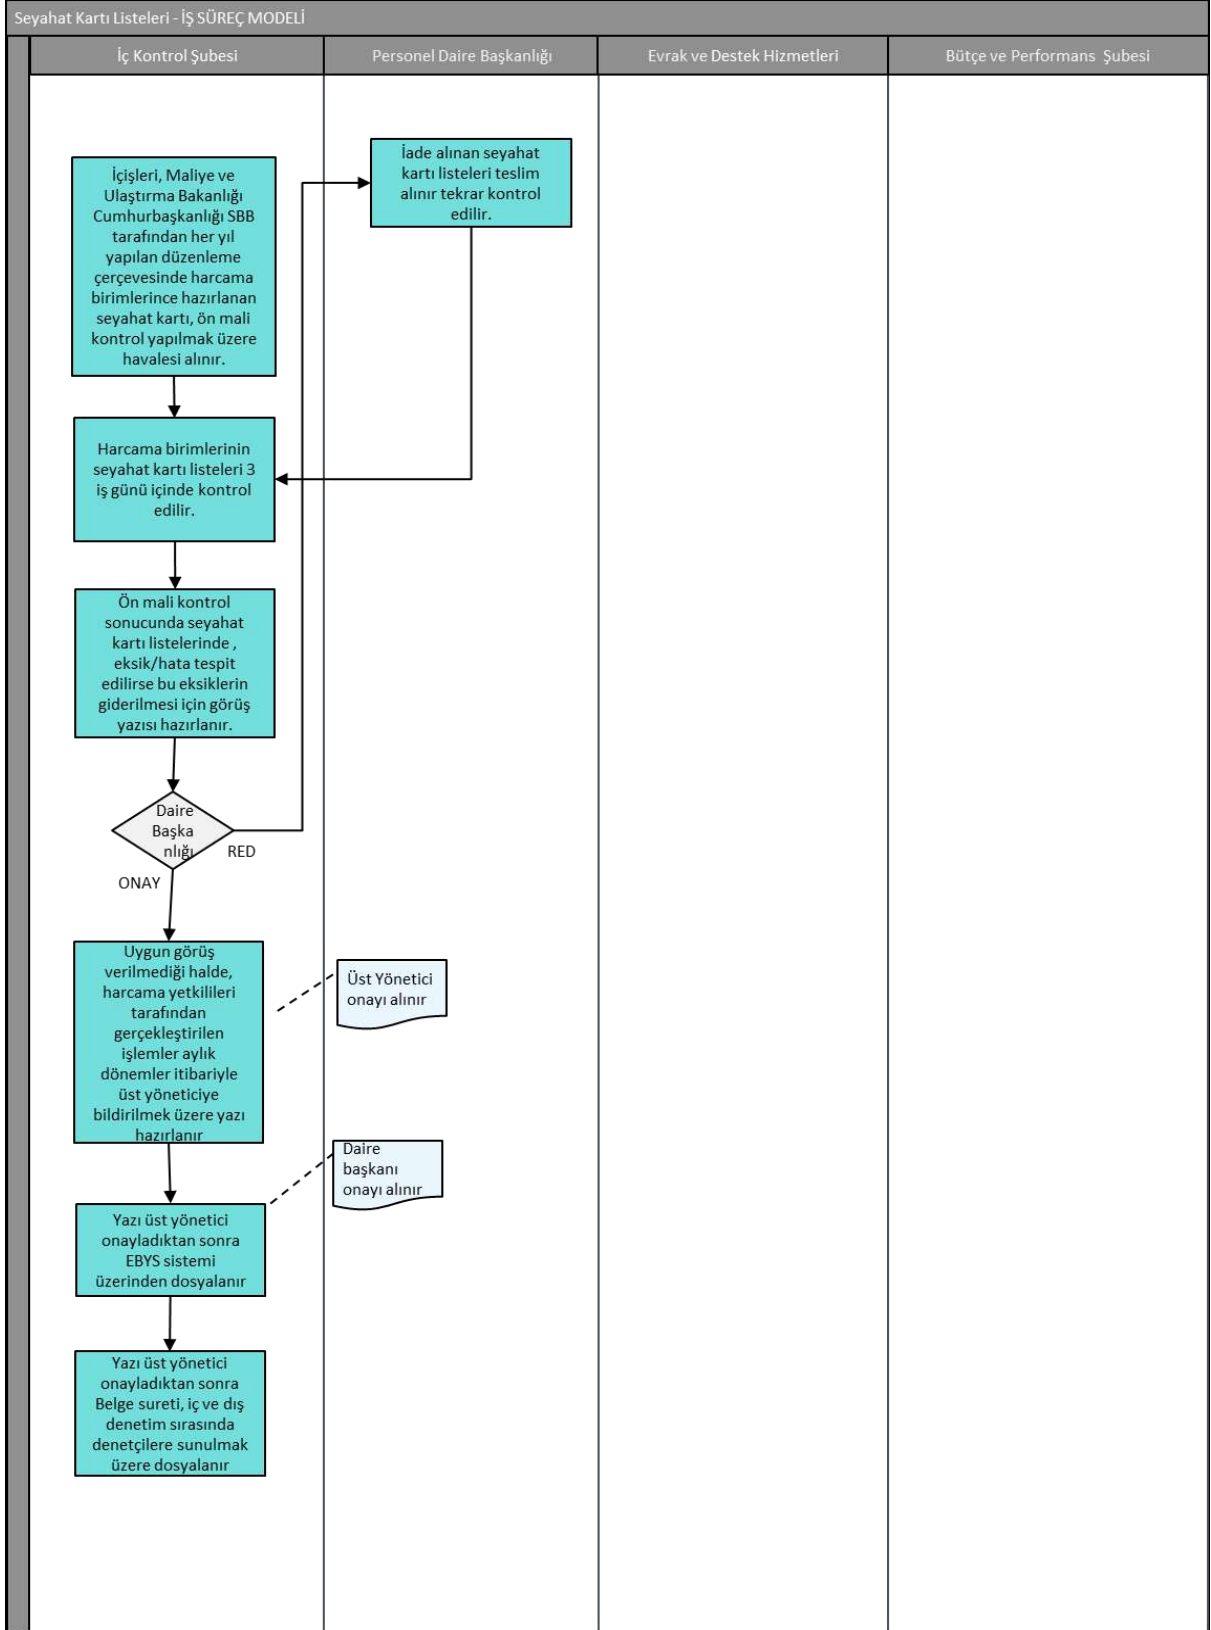 Seyahat Kartı Listeleri - İŞ SÜREÇ MODELİ
İç Kontrol Şubesi
Personel Daire Başkanlığı
Evrak ve Destek Hizmetleri
Bütçe ve Performans Şubesi
İçişleri, Maliye ve
Ulaştırma Bakanlığı
Cumhurbaşkanlığı SBB
tarafından her yıl
yapılan düzenleme
çerçevesinde harcama
birimlerince hazırlanan
seyahat kartı, ön mali
kontrol yapılmak üzere
havalesi alınır.
İade alınan seyahat
kartı listeleri teslim
alınır tekrar kontrol
edilir.
Harcama birimlerinin
seyahat kartı listeleri 3
iş günü içinde kontrol
edilir.
Ön mali kontrol
sonucunda seyahat
kartı listelerinde ,
eksik/hata tespit
edilirse bu eksiklerin
giderilmesi için görüş
yazısı hazırlanır.
Daire
Başka
nlığı
RED
ONAY
Uygun görüş
verilmediği halde,
harcama yetkilileri
tarafından
gerçekleştirilen
işlemler aylık
dönemler itibariyle
üst yöneticiye
bildirilmek üzere yazı
hazırlanır
Üst Yönetici
onayı alınır
Daire
başkanı
onayı alınır
Yazı üst yönetici
onayladıktan sonra
EBYS sistemi
üzerinden dosyalanır
Yazı üst yönetici
onayladıktan sonra
Belge sureti, iç ve dış
denetim sırasında
denetçilere sunulmak
üzere dosyalanır